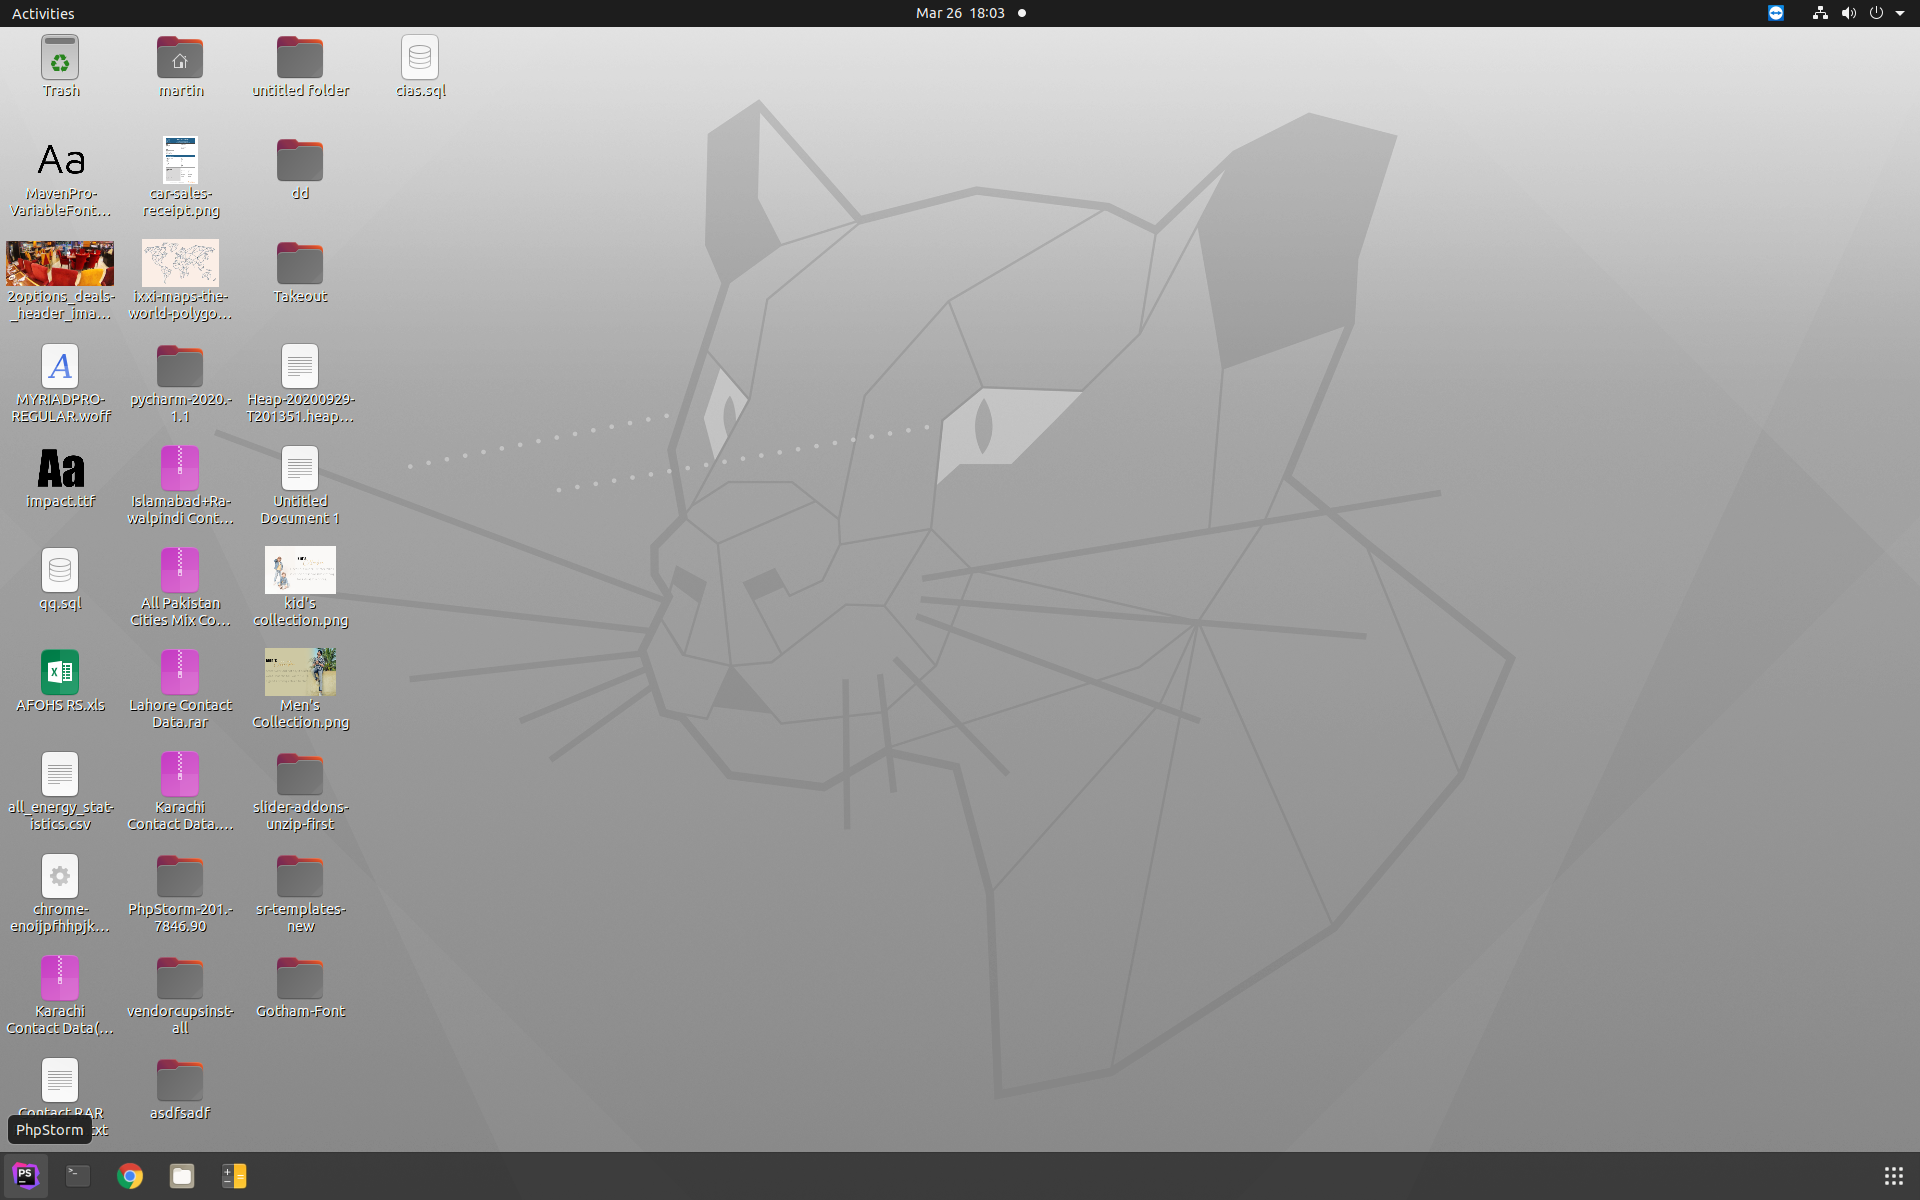 Activities
Mar 26 18:03
Trash
martin
untitled folder
cias.sql
Aa
MavenPro-
VariableFont...
car-sales-
receipt.png
dd
2options_deals-
_header_ima...
ixxi-maps-the-
world-polygo...
Takeout
A
MYRIADPRO-
REGULAR.woff
pycharm-2020.-
1.1
Heap-20200929-
T201351.heap...
Aa
impact.ttf
Islamabad+Ra-
walpindi Cont...
Untitled
Document 1
qq.sql
All Pakistan
Cities Mix Co...
kid's
collection.png
X
AFOHS RS.xls
Lahore Contact
Data.rar
Men's
Collection.png
all_energy_stat-
istics.csv
Karachi
Contact Data....
slider-addons-
unzip-first
chrome-
enoijpfhhpjk...
PhpStorm-201.-
7846.90
sr-templates-
new
Karachi
Contact Data(...
vendorcupsinst-
all
Gotham-Font
Contact RAR
txt
asdfsadf
PhpStorm
PS